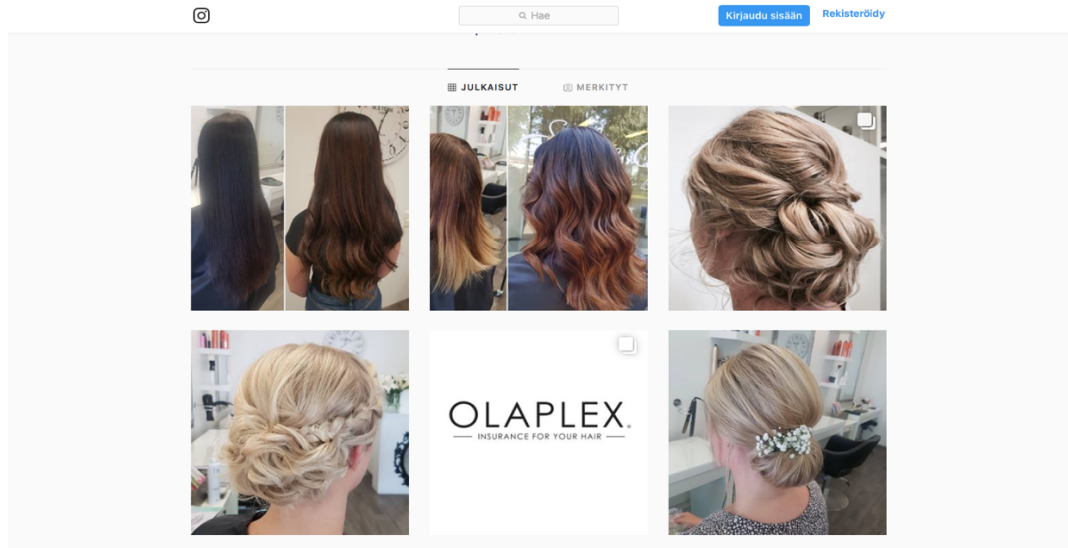 Hae
Kirjaudu sisään
Rekisteröidy
JULKAISUT
MERKITYT
OLAPLEX.
INSURANCE FOR YOUR HAIR